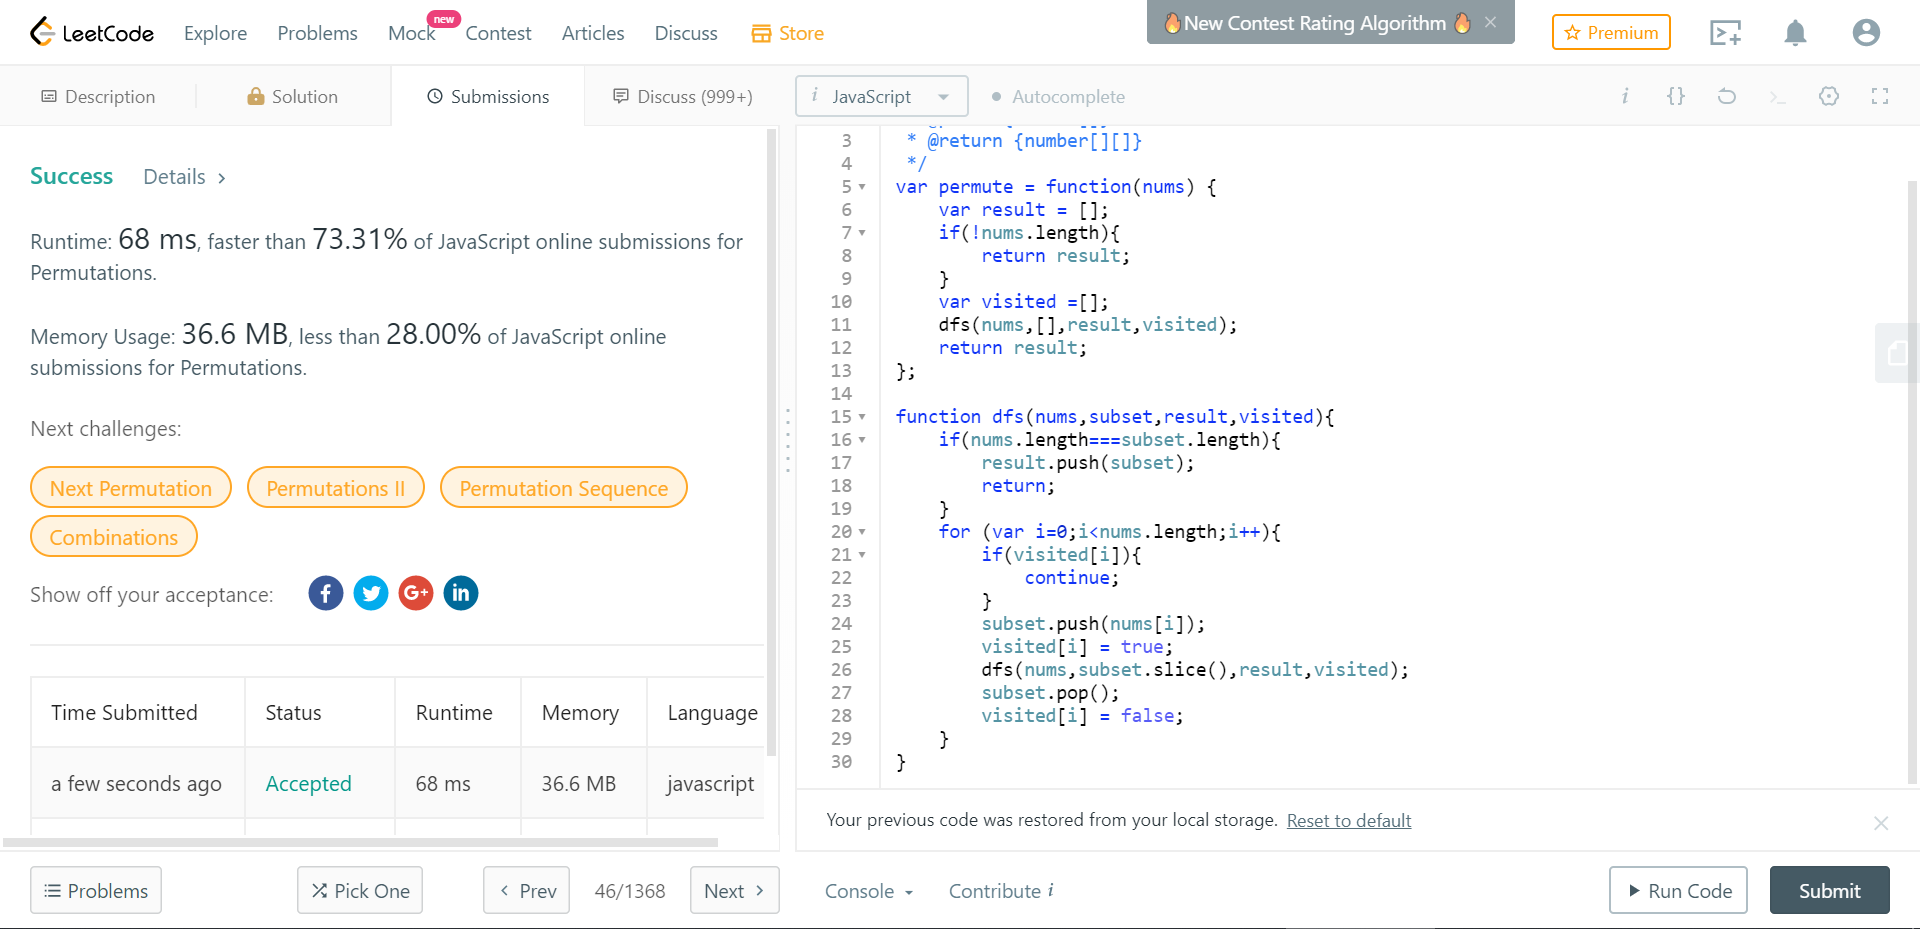 LeetCode Explore Problems Mock new Contest Articles Discuss Store 🔥New Contest Rating Algorithm 🔥 × Premium
Description Solution Submissions Discuss (999+) i JavaScript Autocomplete i {}
Success Details >
Runtime: 68 ms, faster than 73.31% of JavaScript online submissions for
Permutations.
Memory Usage: 36.6 MB, less than 28.00% of JavaScript online
submissions for Permutations.
Next challenges:
Next Permutation Permutations II Permutation Sequence
Combinations
Show off your acceptance: f G+ in
Time Submitted Status Runtime Memory Language
a few seconds ago Accepted 68 ms 36.6 MB javascript
3 * @return {number[][]}
4 */
5 var permute = function(nums) {
6 var result = [];
7 if(!nums.length){
8 return result;
9 }
10 var visited =[];
11 dfs(nums,[],result,visited);
12 return result;
13 };
14
15 function dfs(nums,subset,result,visited){
16 if(nums.length===subset.length){
17 result.push(subset);
18 return;
19 }
20 for (var i=0;i<nums.length;i++){
21 if(visited[i]){
22 continue;
23 }
24 subset.push(nums[i]);
25 visited[i] = true;
26 dfs(nums,subset.slice(),result,visited);
27 subset.pop();
28 visited[i] = false;
29 }
30 }
Your previous code was restored from your local storage. Reset to default ×
Problems Pick One < Prev 46/1368 Next > Console Contribute i Run Code Submit